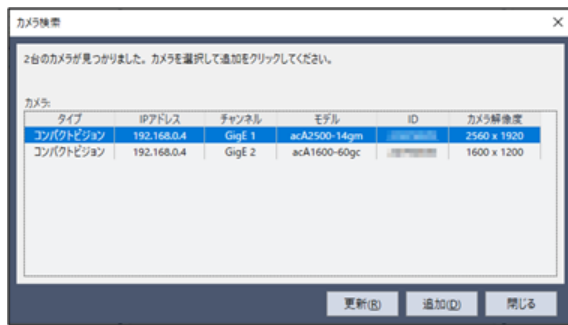 カメラ検索
2台のカメラが見つかりました。カメラを選択して追加をクリックしてください。
カメラ:
タイプ IPアドレス チャンネル モデル ID カメラ解像度
コンパクトビジョン 192.168.0.4 GigE 1 acA2500-14gm 2560 x 1920
コンパクトビジョン 192.168.0.4 GigE 2 acA1600-60gc 1600 x 1200
更新(R) 追加(D) 閉じる